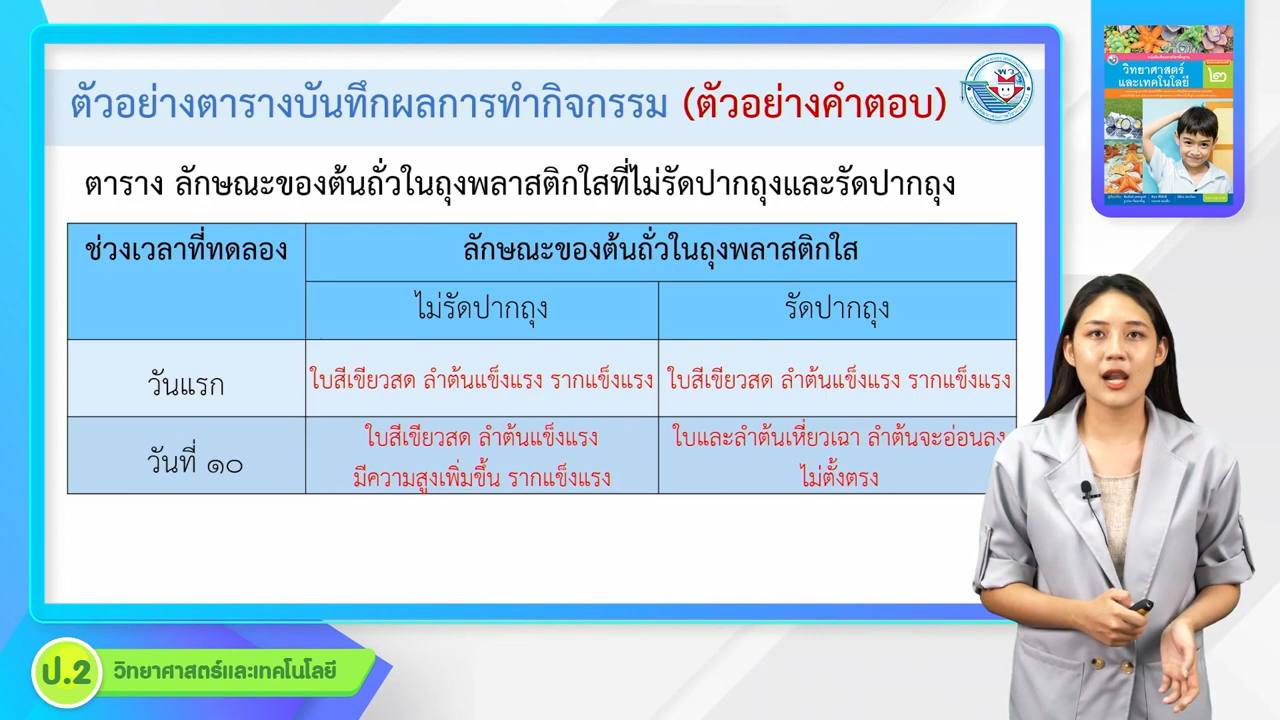 ตัวอย่างตารางบันทึกผลการทำกิจกรรม (ตัวอย่างคำตอบ)
พว
วิทยาศาสตร์
และเทคโนโลยี
๒
ตาราง ลักษณะของต้นถั่วในถุงพลาสติกใสที่ไม่รัดปากถุงและรัดปากถุง
ช่วงเวลาที่ทดลอง
ลักษณะของต้นถั่วในถุงพลาสติกใส
ไม่รัดปากถุง
รัดปากถุง
วันแรก
ใบสีเขียวสด ลำต้นแข็งแรง รากแข็งแรง
ใบสีเขียวสด ลำต้นแข็งแรง รากแข็งแรง
วันที่ ๑๐
ใบสีเขียวสด ลำต้นแข็งแรง
มีความสูงเพิ่มขึ้น รากแข็งแรง
ใบและลำต้นเหี่ยวเฉา ลำต้นจะอ่อนลง
ไม่ตั้งตรง
ป.2
วิทยาศาสตร์และเทคโนโลยี